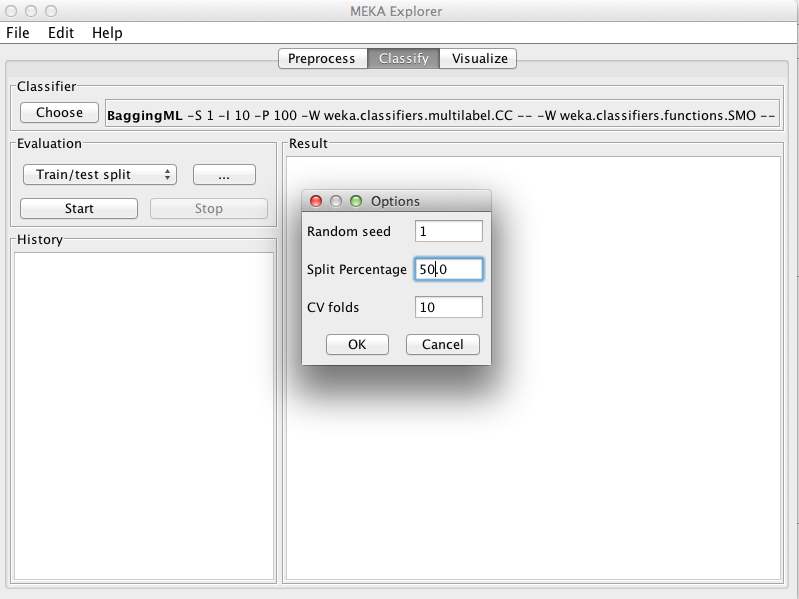 MEKA Explorer
File Edit Help
Preprocess Classify Visualize
Classifier
Choose BaggingML -S 1 -I 10 -P 100 -W weka.classifiers.multilabel.CC -- -W weka.classifiers.functions.SMO --
Evaluation
Train/test split ...
Start Stop
History
Result
Options
Random seed 1
Split Percentage 50.0
CV folds 10
OK Cancel